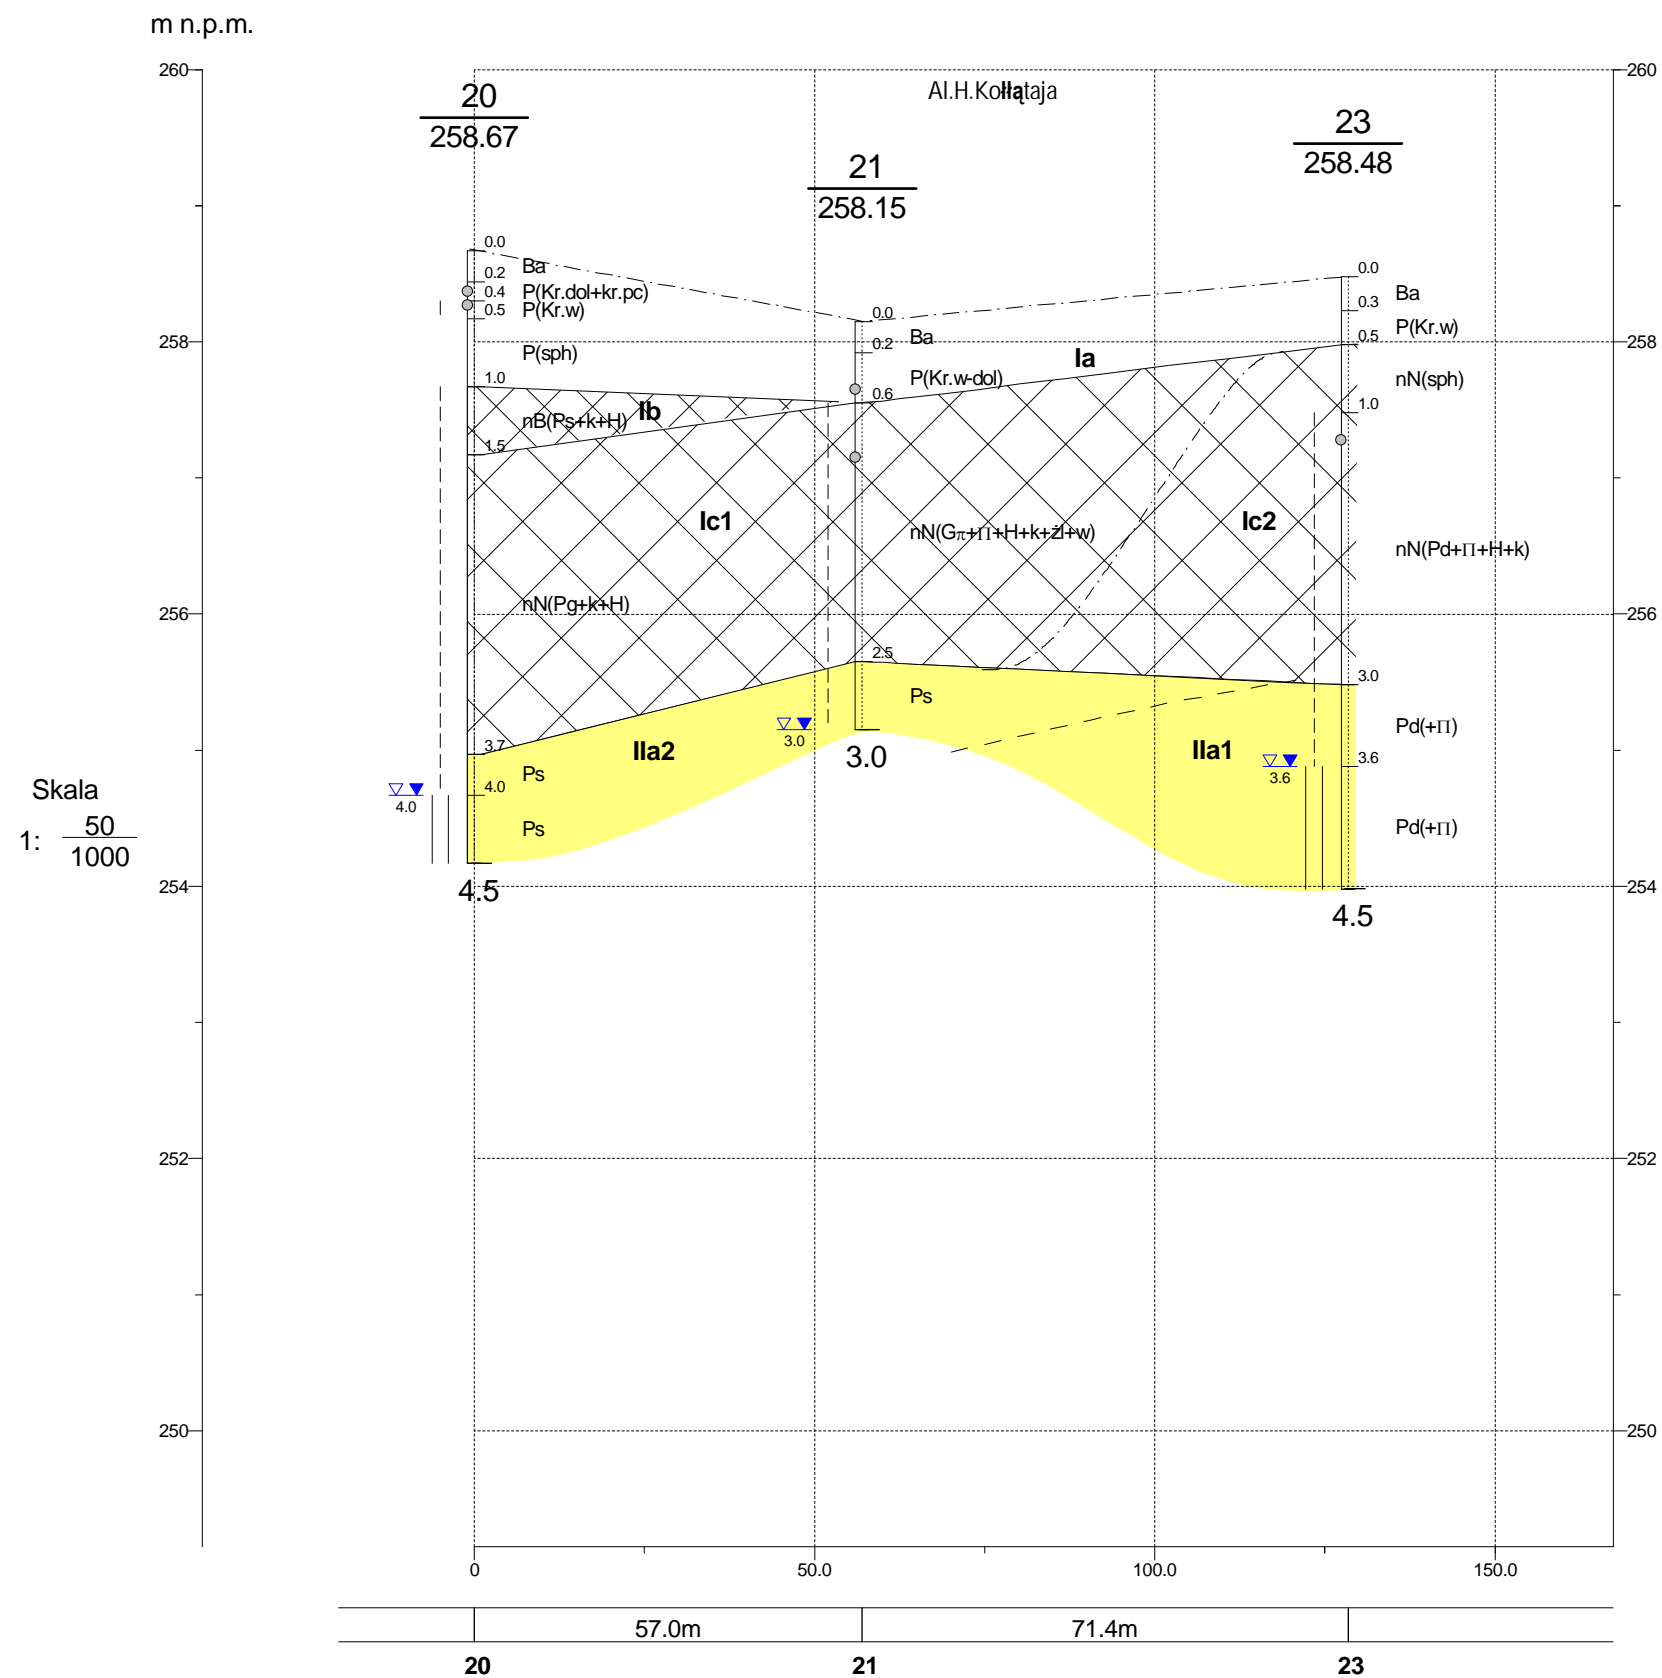 m n.p.m.
260
260
Al.H.Kołłątaja
20
258.67
23
258.48
21
258.15
0.0
Ba
0.2
0.4
P(Kr.dol+kr.pc)
0.5
P(Kr.w)
P(sph)
1.0
Ib
nB(Ps+k+H)
1.5
Ic1
nN(Pg+k+H)
3.7
Ps
4.0
Ps
4.0
4.5
IIa2
0.0
Ba
0.2
P(Kr.w-dol)
0.6
Ia
nN(Gπ+Π+H+k+żl+w)
2.5
Ps
3.0
3.0
0.0
Ba
0.3
P(Kr.w)
0.5
nN(sph)
1.0
Ic2
nN(Pd+Π+H+k)
3.0
Pd(+Π)
IIa1
3.6
3.6
Pd(+Π)
4.5
258
258
256
256
Skala
1: 50
1000
254
254
252
252
250
250
0
50.0
100.0
150.0
57.0m
71.4m
20
21
23